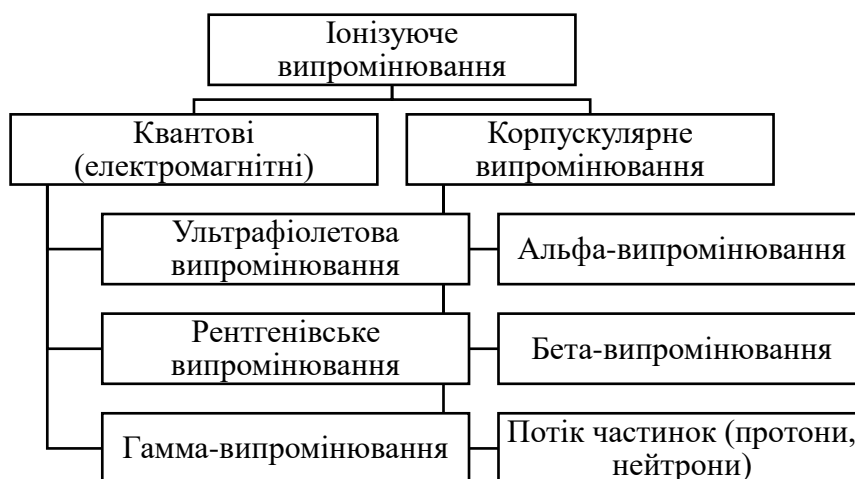 Іонізуюче
випромінювання
Квантові
(електромагнітні)
Корпускулярне
випромінювання
Ультрафіолетова
випромінювання
Альфа-випромінювання
Рентгенівське
випромінювання
Бета-випромінювання
Гамма-випромінювання
Потік частинок (протони,
нейтрони)